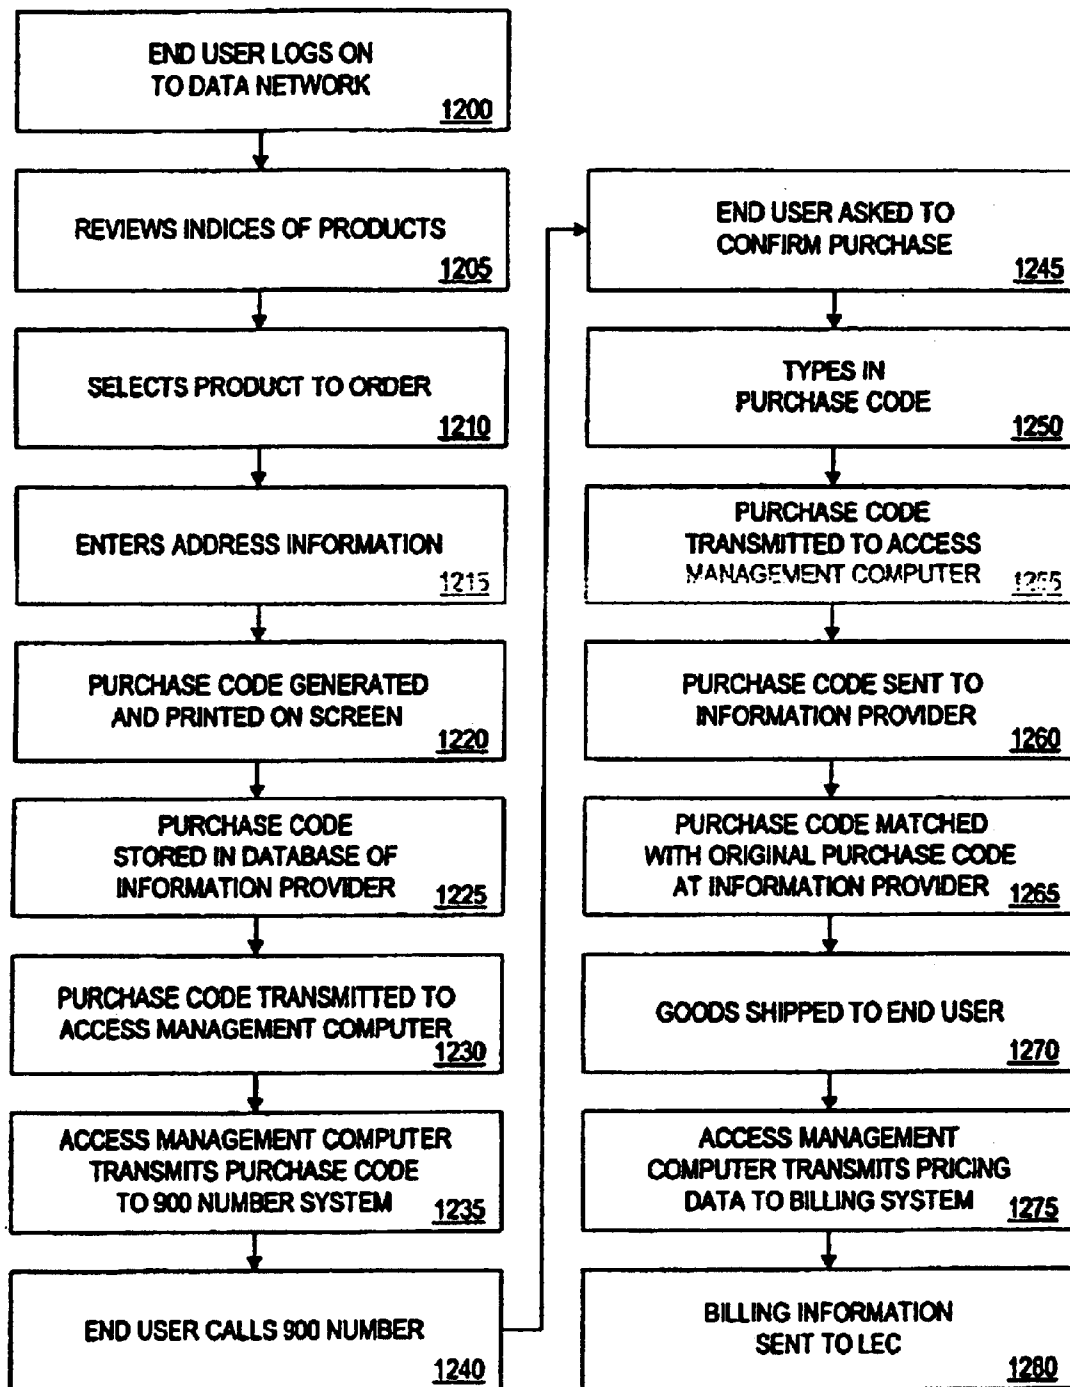 END USER LOGS ON
TO DATA NETWORK
1200
REVIEWS INDICES OF PRODUCTS
1205
SELECTS PRODUCT TO ORDER
1210
ENTERS ADDRESS INFORMATION
1215
PURCHASE CODE GENERATED
AND PRINTED ON SCREEN
1220
PURCHASE CODE
STORED IN DATABASE OF
INFORMATION PROVIDER
1225
PURCHASE CODE TRANSMITTED TO
ACCESS MANAGEMENT COMPUTER
1230
ACCESS MANAGEMENT COMPUTER
TRANSMITS PURCHASE CODE
TO 900 NUMBER SYSTEM
1235
END USER CALLS 900 NUMBER
1240
END USER ASKED TO
CONFIRM PURCHASE
1245
TYPES IN
PURCHASE CODE
1250
PURCHASE CODE
TRANSMITTED TO ACCESS
MANAGEMENT COMPUTER
1255
PURCHASE CODE SENT TO
INFORMATION PROVIDER
1260
PURCHASE CODE MATCHED
WITH ORIGINAL PURCHASE CODE
AT INFORMATION PROVIDER
1265
GOODS SHIPPED TO END USER
1270
ACCESS MANAGEMENT
COMPUTER TRANSMITS PRICING
DATA TO BILLING SYSTEM
1275
BILLING INFORMATION
SENT TO LEC
1280